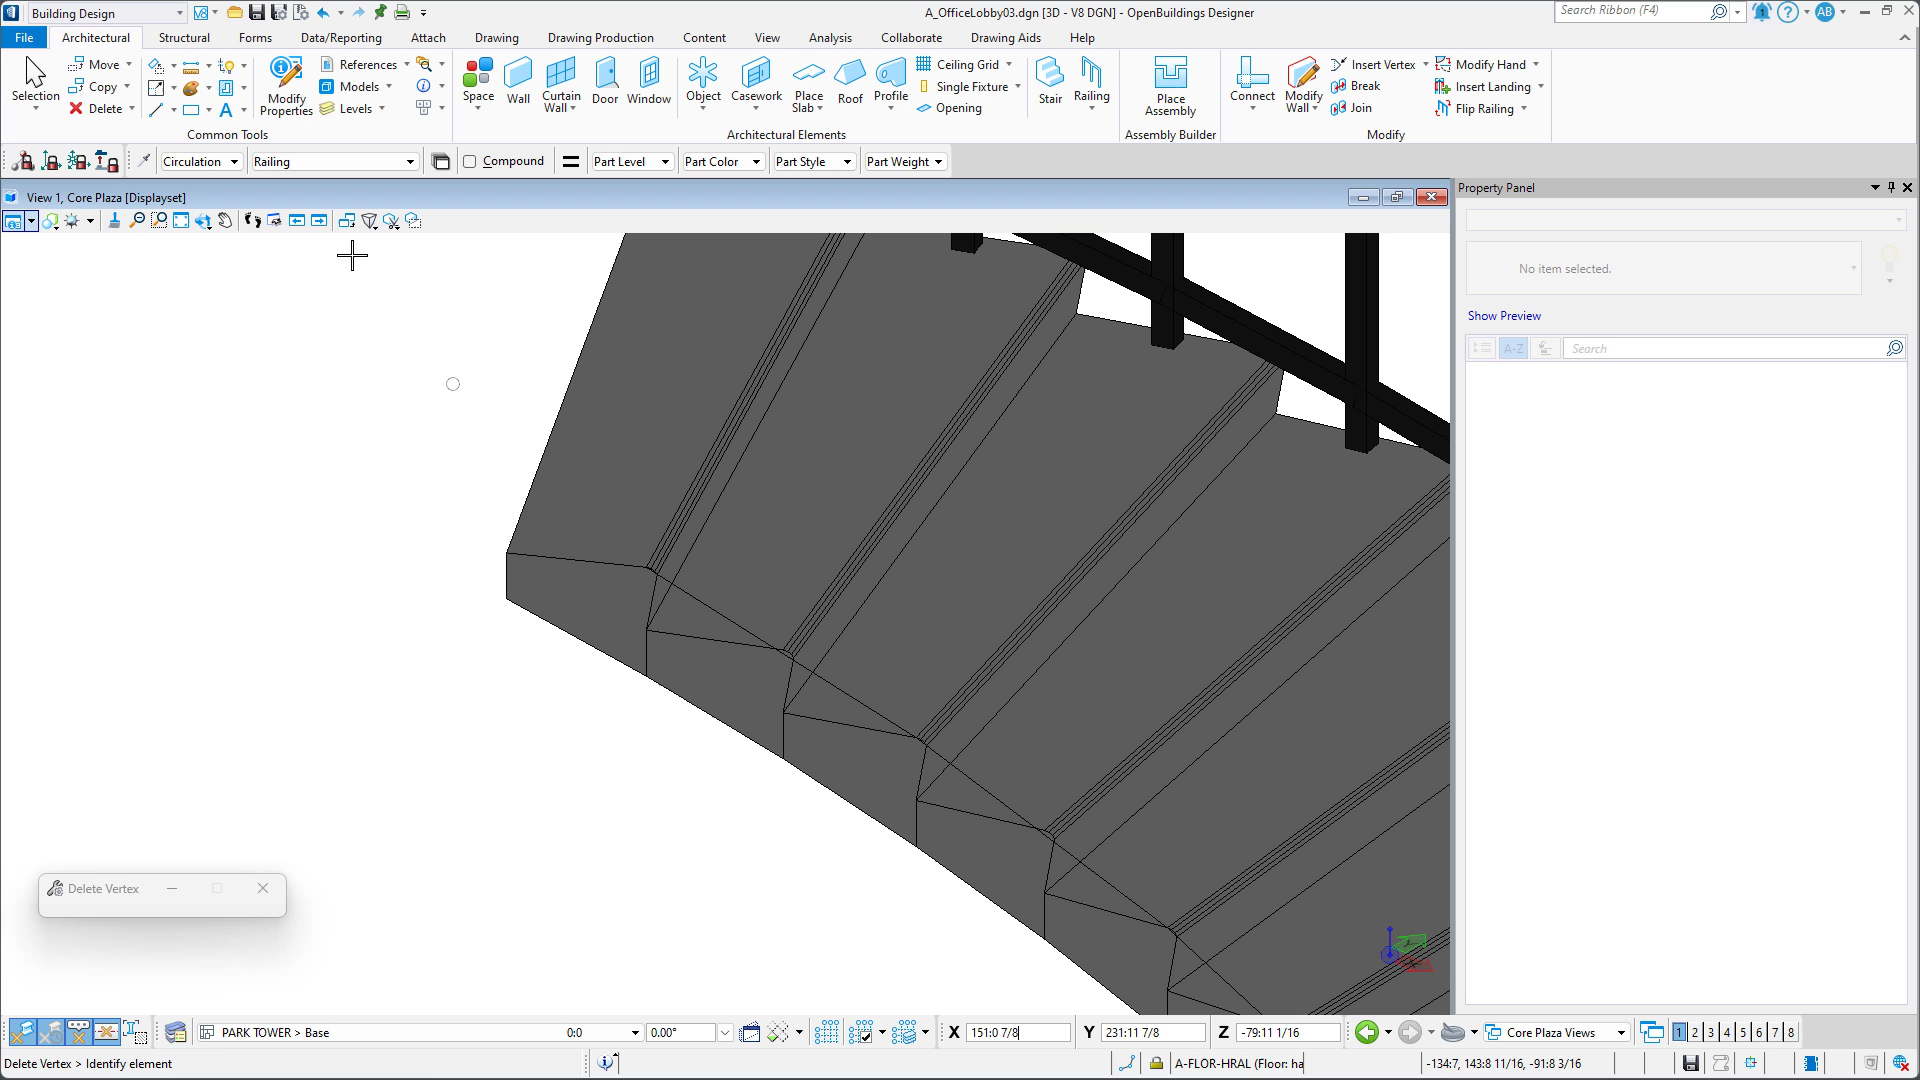 Building Design
A_OfficeLobby03.dgn [3D - V8 DGN] - OpenBuildings Designer
Search Ribbon (F4)
AB
File
Architectural
Structural
Forms
Data/Reporting
Attach
Drawing
Drawing Production
Content
View
Analysis
Collaborate
Drawing Aids
Help
Selection
Move
Copy
Delete
Modify
Properties
References
Models
Levels
Space
Wall
Curtain
Wall
Door
Window
Object
Casework
Place
Slab
Roof
Profile
Ceiling Grid
Single Fixture
Opening
Stair
Railing
Place
Assembly
Connect
Modify
Wall
Insert Vertex
Break
Join
Modify Hand
Insert Landing
Flip Railing
Common Tools
Architectural Elements
Assembly Builder
Modify
Circulation
Railing
Compound
Part Level
Part Color
Part Style
Part Weight
View 1, Core Plaza [Displayset]
Property Panel
No item selected.
Show Preview
A-Z
Search
Delete Vertex
PARK TOWER > Base
0:0
0.00°
X
151:0 7/8
Y
231:11 7/8
Z
-79:11 1/16
Core Plaza Views
1 2 3 4 5 6 7 8
Delete Vertex > Identify element
A-FLOR-HRAL (Floor: ha
-134:7, 143:8 11/16, -91:8 3/16